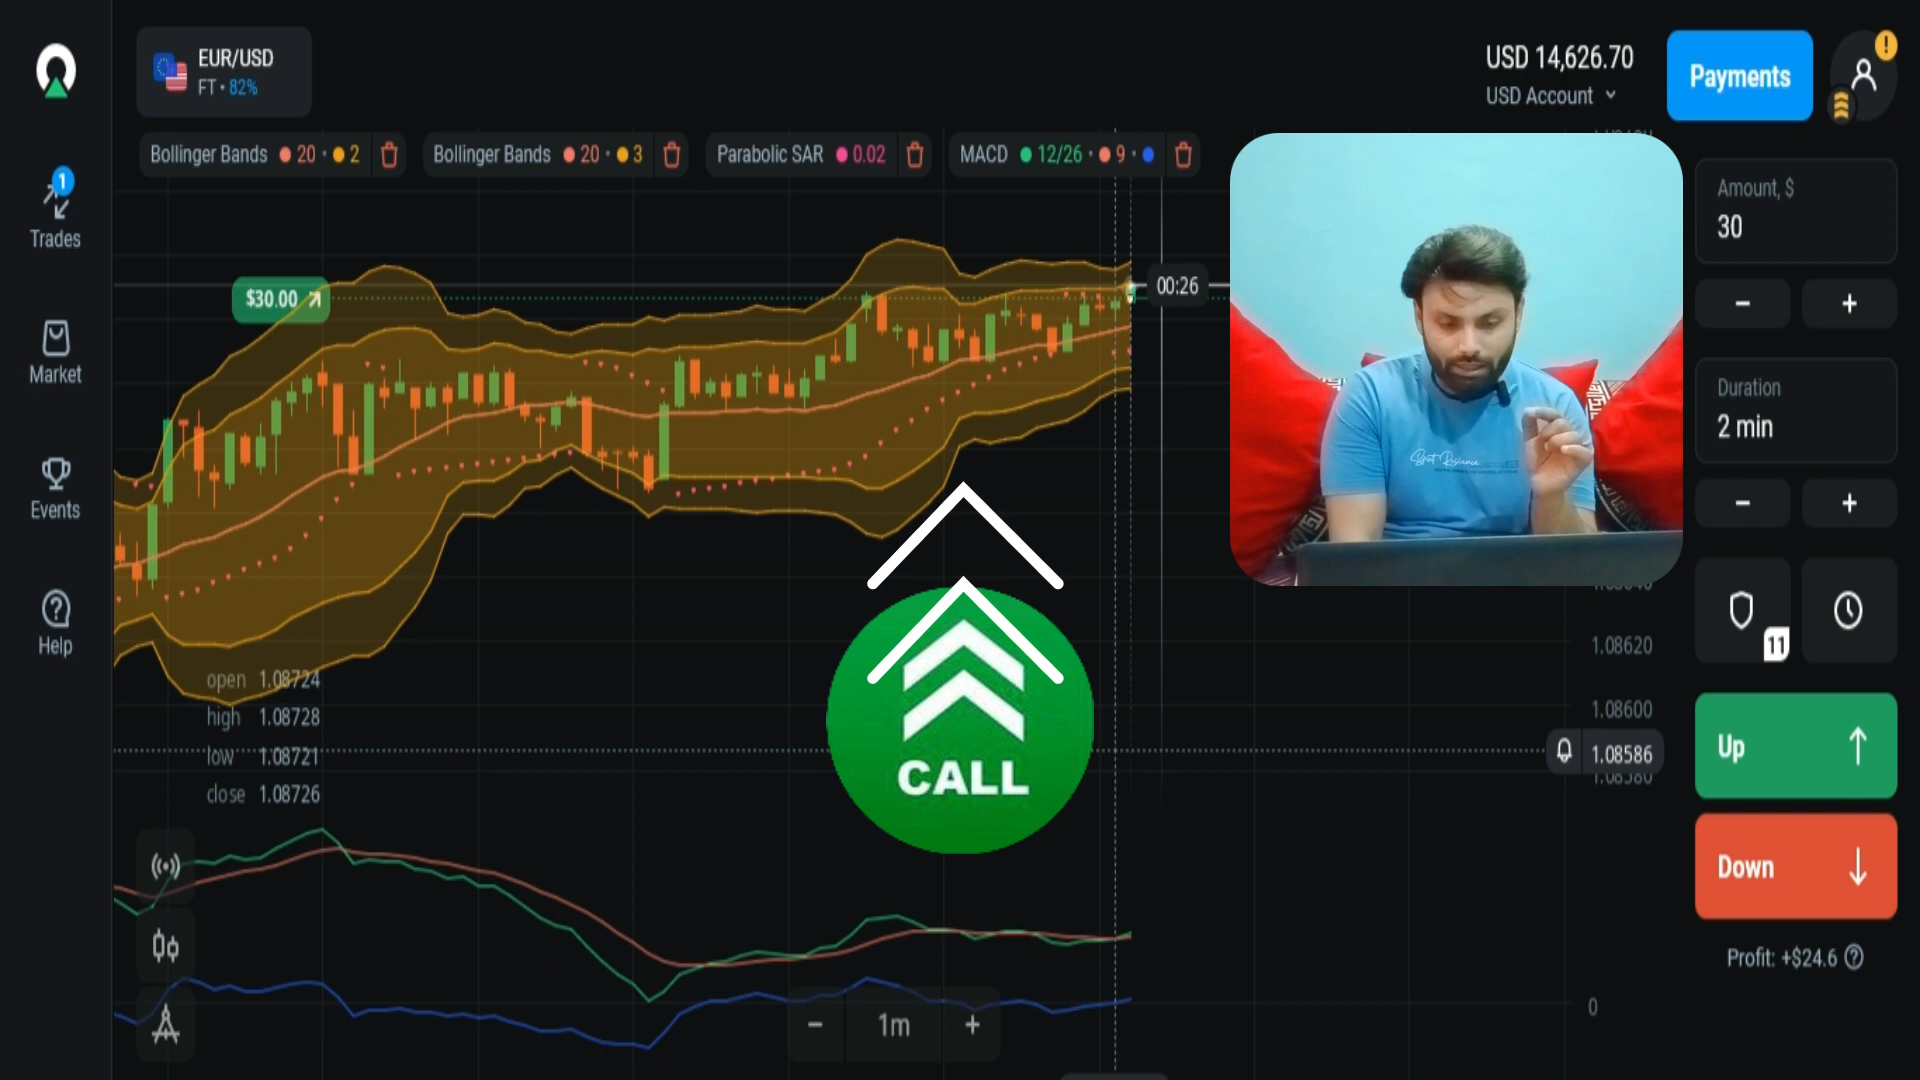 EUR/USD
FT • 82%
USD 14,626.70
USD Account
Payments
!
Bollinger Bands 20 • 2
Bollinger Bands 20 • 3
Parabolic SAR 0.02
MACD 12/26 • 9 •
1
Trades
Market
Events
Help
$30.00
00:26
Amount, $
30
− +
Duration
2 min
− +
11
open 1.08724
high 1.08728
low 1.08721
close 1.08726
1.08620
1.08600
1.08586
1.08580
CALL
Up
Down
Profit: +$24.6 ?
0
− 1m +